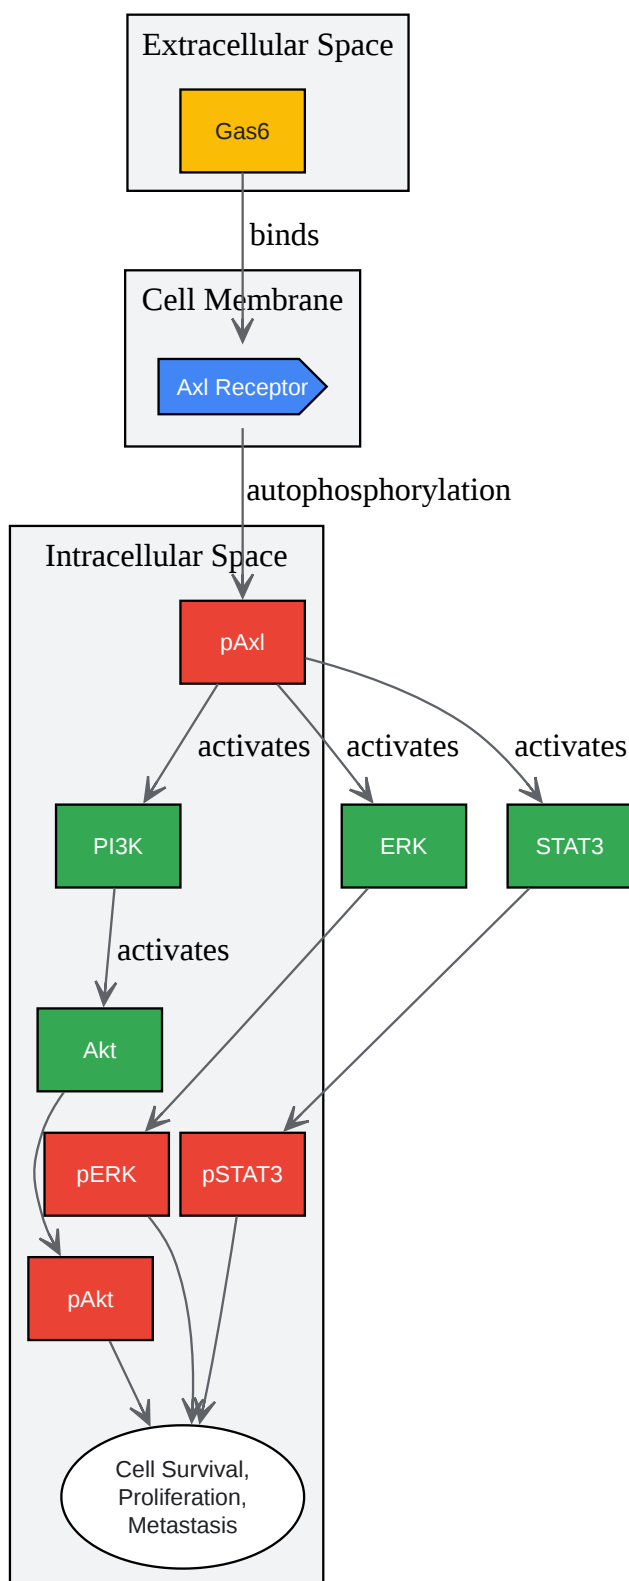 Extracellular Space
Gas6
binds
Cell Membrane
Axl Receptor
autophosphorylation
Intracellular Space
pAxl
activates
activates
activates
PI3K
ERK
STAT3
activates
Akt
pERK
pSTAT3
pAkt
Cell Survival,
Proliferation,
Metastasis